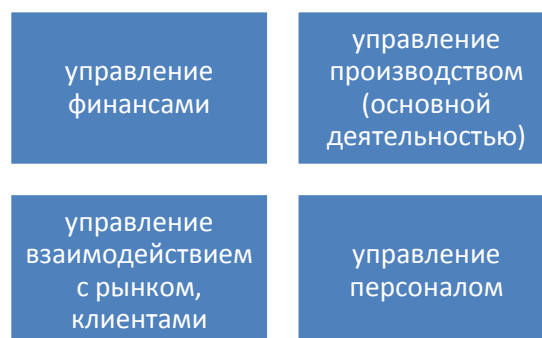 управление
финансами
управление
производством
(основной
деятельностью)
управление
взаимодействием
с рынком,
клиентами
управление
персоналом